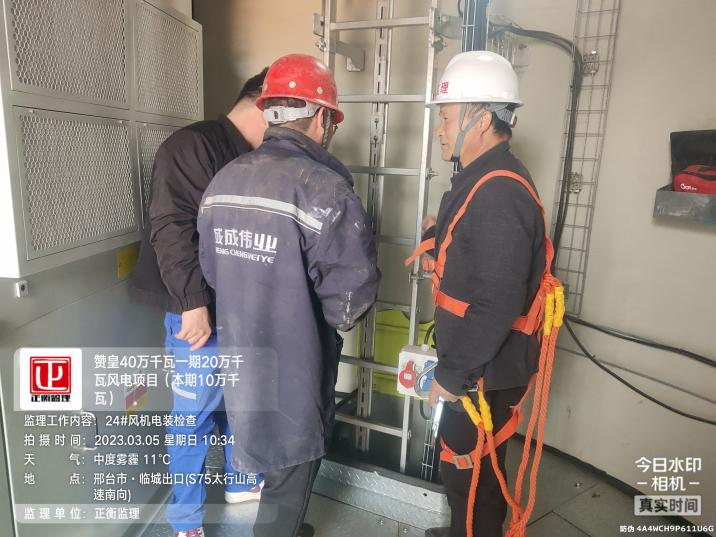 监理
成成伟业
HENG CHENGWEIYE
正衡监理
赞皇40万千瓦一期20万千
瓦风电项目（本期10万千
瓦）
监理工作内容：24#风机电装检查
拍 摄 时 间：2023.03.05 星期日 10:34
天 气：中度雾霾 11℃
地 点：邢台市·临城出口(S75太行山高
速南向)
监 理 单 位：正衡监理
今日水印
相机
真实时间
防伪 4A4WCH9P611U6G